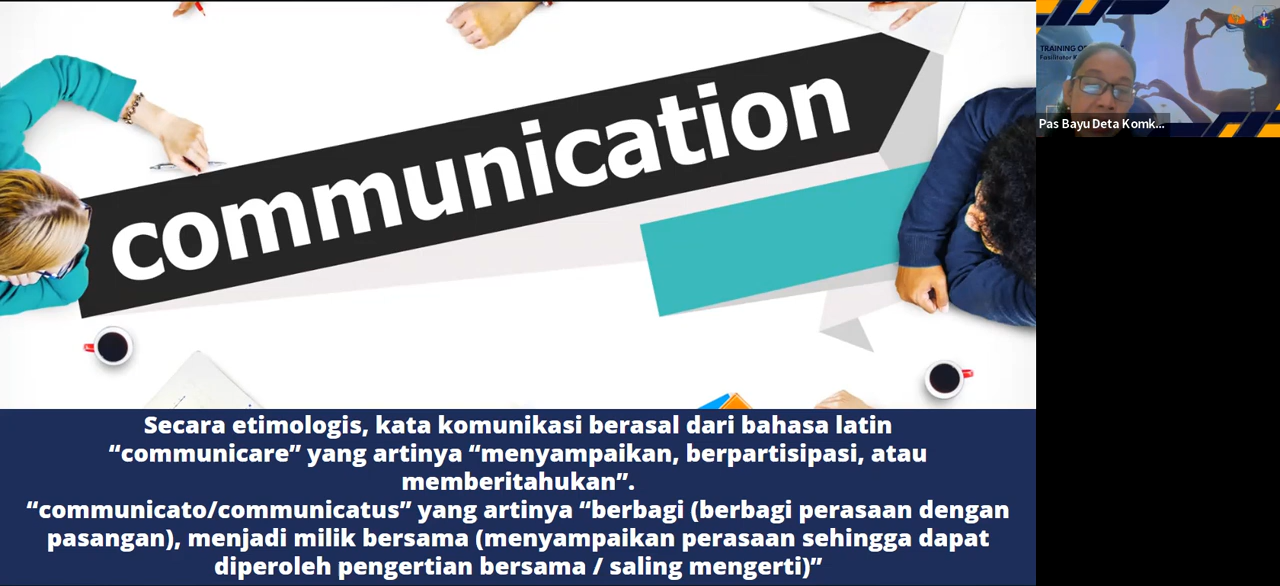 communication
Secara etimologis, kata komunikasi berasal dari bahasa latin
“communicare” yang artinya “menyampaikan, berpartisipasi, atau
memberitahukan”.
“communicato/communicatus” yang artinya “berbagi (berbagi perasaan dengan
pasangan), menjadi milik bersama (menyampaikan perasaan sehingga dapat
diperoleh pengertian bersama / saling mengerti)”
TRAINING
Fasilitator
Pas Bayu Deta Komk...